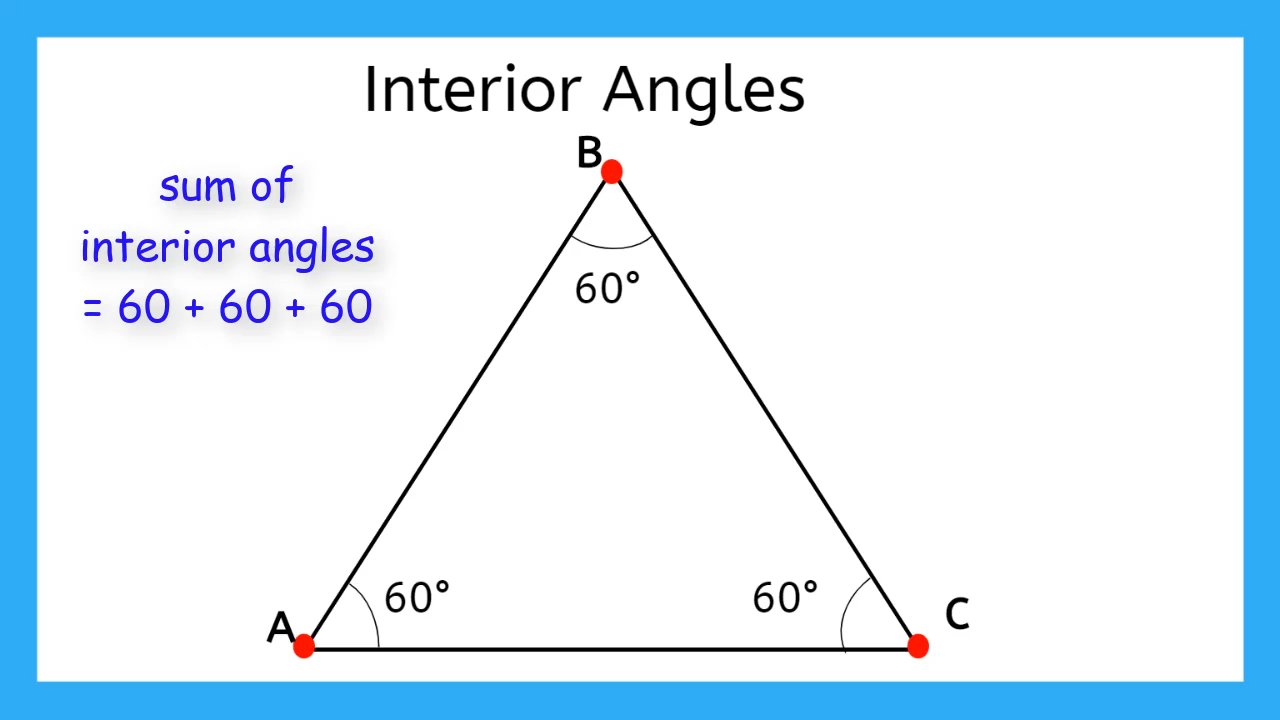 Interior Angles
B
sum of
interior angles
= 60 + 60 + 60
60°
60°
60°
A
C